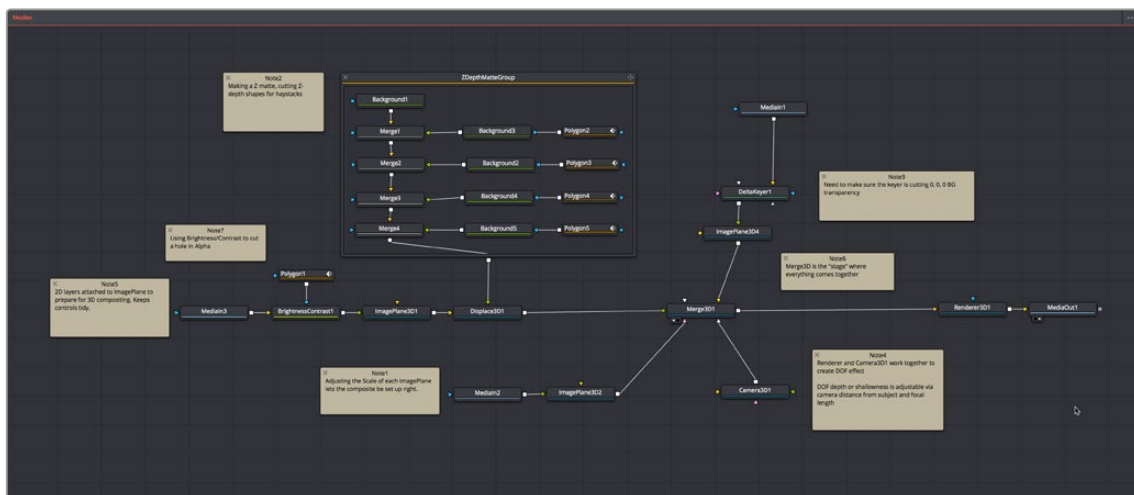 Nodes
Note2
Making a Z matte, cutting Z-
depth shapes for haystacks
ZDepthMatteGroup
Background1
Merge1
Background3
Polygon2
Merge2
Background2
Polygon3
Merge3
Background4
Polygon4
Merge4
Background5
Polygon5
MediaIn1
DeltaKeyer1
Note3
Need to make sure the keyer is cutting 0, 0, 0 BG
transparency
ImagePlane3D4
Note7
Using Brightness/Contrast to cut
a hole in Alpha
Note6
Merge3D is the "stage" where
everything comes together
Note5
2D layers attached to ImagePlane to
prepare for 3D compositing. Keeps
controls tidy.
Polygon1
MediaIn3
BrightnessContrast1
ImagePlane3D1
Displace3D1
Merge3D1
Renderer3D1
MediaOut1
Note1
Adjusting the Scale of each ImagePlane
lets the composite be set up right.
MediaIn2
ImagePlane3D2
Camera3D1
Note4
Renderer and Camera3D1 work together to
create DOF effect
DOF depth or shallowness is adjustable via
camera distance from subject and focal
length